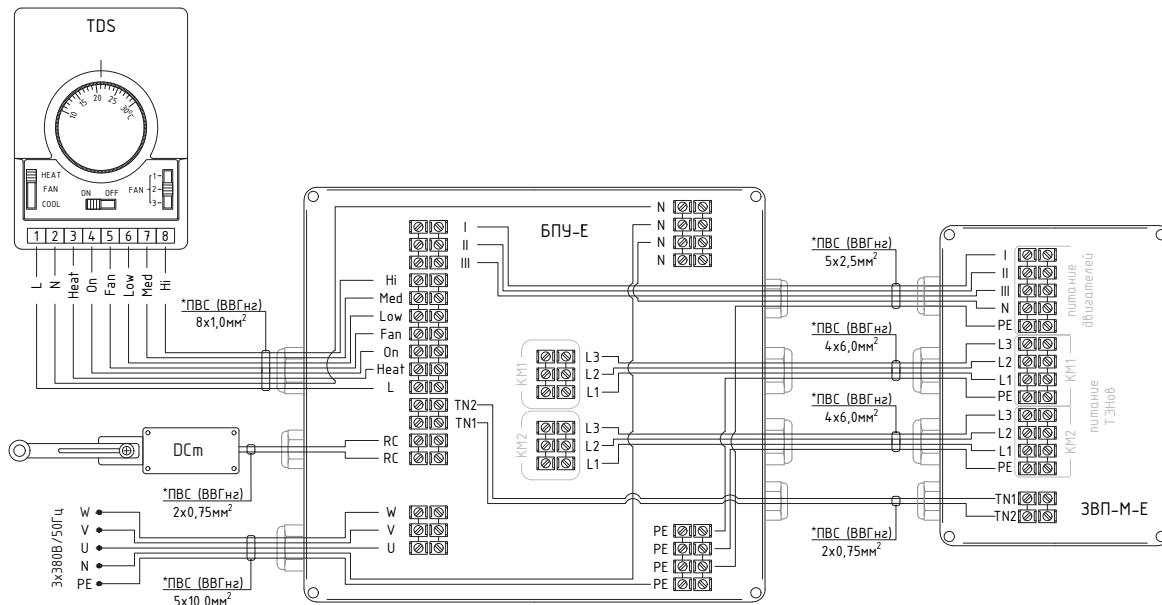 TDS
10 15 20 25 30°C
HEAT
FAN
COOL
ON OFF
FAN
1
2
3
1 2 3 4 5 6 7 8
L
N
Heat
On
Fan
Low
Med
Hi
*ПВС (ВВГнг)
8х1,0мм²
DCm
*ПВС (ВВГнг)
2х0,75мм²
3х380В/50Гц
W
V
U
N
PE
*ПВС (ВВГнг)
5х10,0мм²
БПУ-Е
I
II
III
Hi
Med
Low
Fan
On
Heat
L
TN2
TN1
RC
RC
W
V
U
N
N
N
N
KM1
L3
L2
L1
KM2
L3
L2
L1
PE
PE
PE
PE
*ПВС (ВВГнг)
5х2,5мм²
*ПВС (ВВГнг)
4х6,0мм²
*ПВС (ВВГнг)
4х6,0мм²
*ПВС (ВВГнг)
2х0,75мм²
I
II
III
N
PE
питание
двигателей
L3
L2
L1
PE
KM1
L3
L2
L1
PE
KM2
питание
ТЭНов
TN1
TN2
ЗВП-М-Е